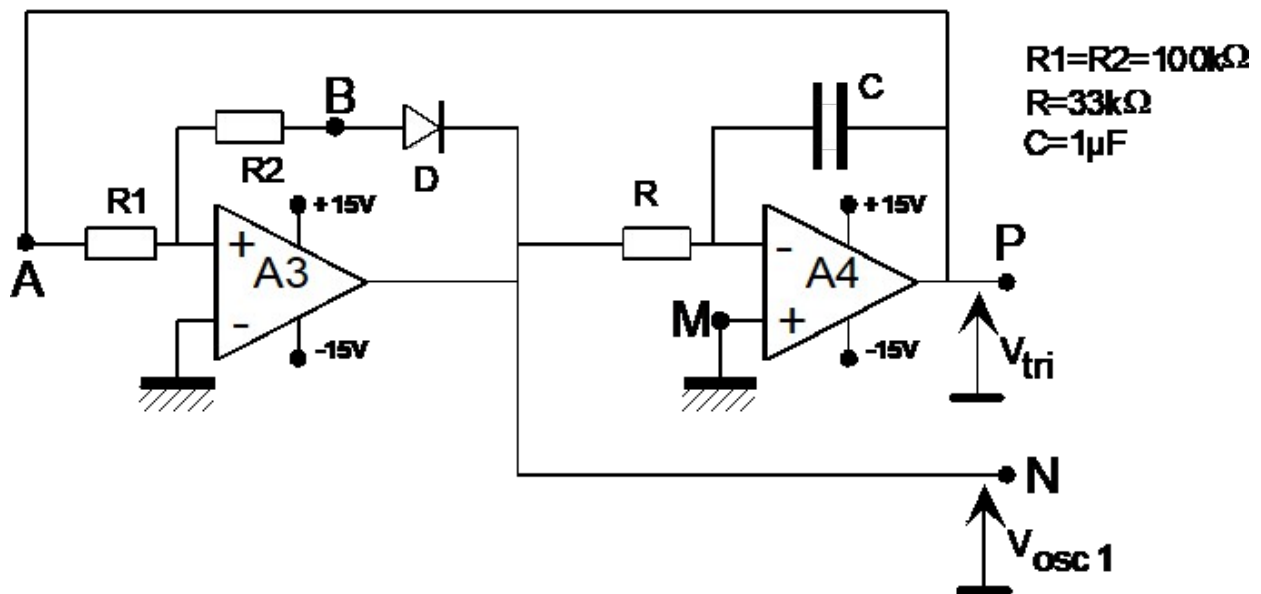 R1=R2=100kΩ
R=33kΩ
C=1µF
B
C
R2
D
R1
+15V
R
+15V
+
A3
-
A4
P
A
-
-15V
M
+
-15V
Vtri
N
Vosc 1